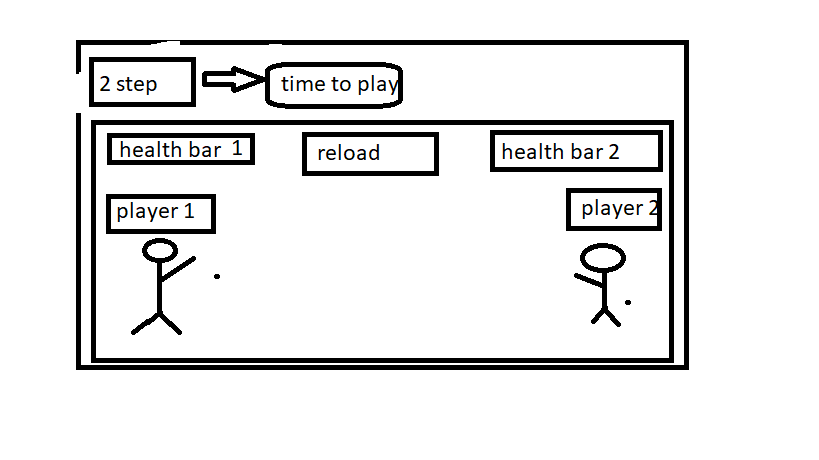 2 step
time to play
health bar 1
reload
health bar 2
player 1
player 2